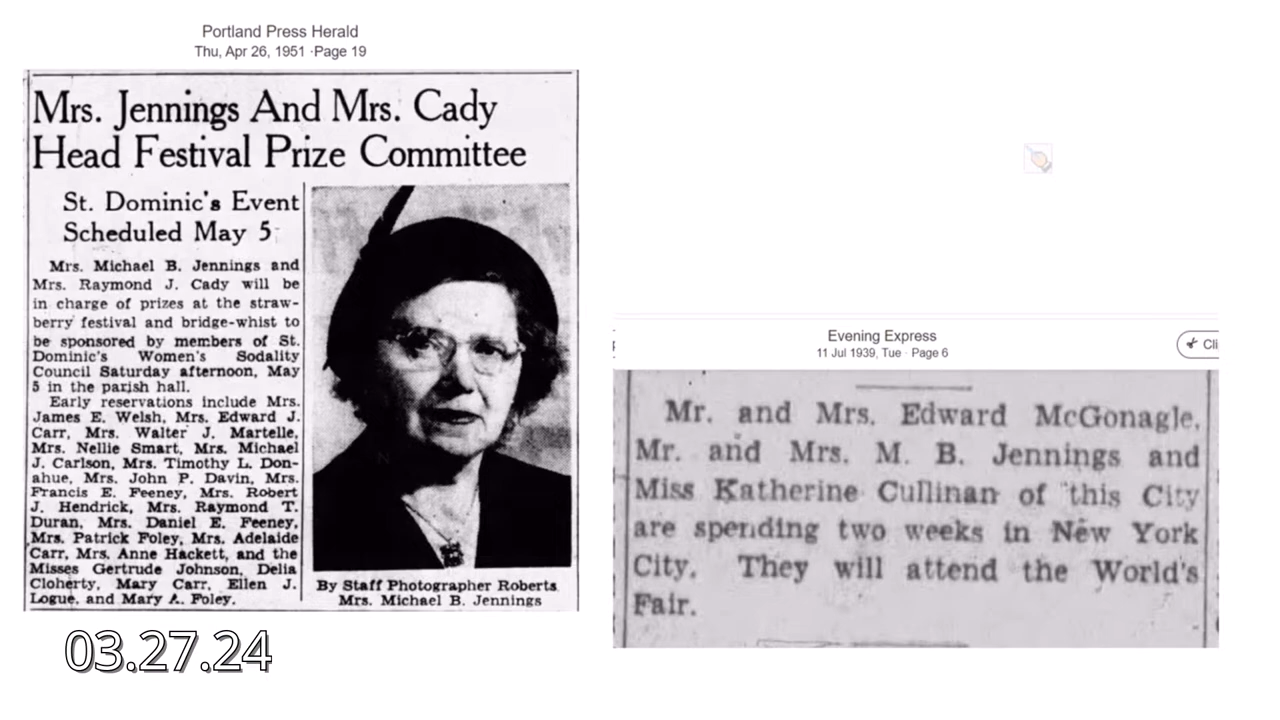 Portland Press Herald
Thu, Apr 26, 1951 ·Page 19
Mrs. Jennings And Mrs. Cady
Head Festival Prize Committee
St. Dominic's Event
Scheduled May 5
Mrs. Michael B. Jennings and
Mrs. Raymond J. Cady will be
in charge of prizes at the straw-
berry festival and bridge-whist to
be sponsored by members of St.
Dominic's Women's Sodality
Council Saturday afternoon, May
5 in the parish hall.
Early reservations include Mrs.
James E. Welsh, Mrs. Edward J.
Carr, Mrs. Walter J. Martelle,
Mrs. Nellie Smart, Mrs. Michael
J. Carlson, Mrs. Timothy L. Don-
ahue, Mrs. John P. Davin, Mrs.
Francis E. Feeney, Mrs. Robert
J. Hendrick, Mrs. Raymond T.
Duran, Mrs. Daniel E. Feeney,
Mrs. Patrick Foley, Mrs. Adelaide
Carr, Mrs. Anne Hackett, and the
Misses Gertrude Johnson, Delia
Cloherty, Mary Carr, Ellen J.
Logue, and Mary A. Foley.
By Staff Photographer Roberts
Mrs. Michael B. Jennings
03.27.24
Evening Express
11 Jul 1939, Tue · Page 6
Cli
Mr. and Mrs. Edward McGonagle,
Mr. and Mrs. M. B. Jennings and
Miss Katherine Cullinan of this City
are spending two weeks in New York
City. They will attend the World's
Fair.